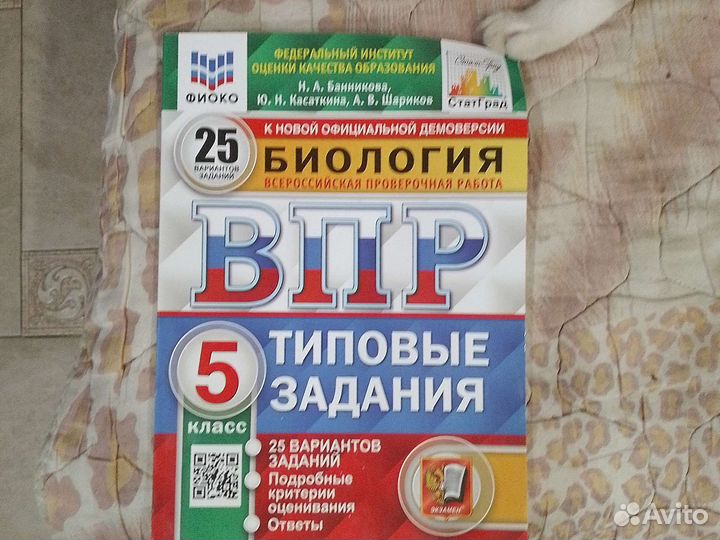 ФЕДЕРАЛЬНЫЙ ИНСТИТУТ
ОЦЕНКИ КАЧЕСТВА ОБРАЗОВАНИЯ
ФИОКО
Н. А. Банникова,
Ю. Н. Касаткина, А. В. Шариков
СтатГрад
СтатГрад
25
ВАРИАНТОВ
ЗАДАНИЙ
К НОВОЙ ОФИЦИАЛЬНОЙ ДЕМОВЕРСИИ
БИОЛОГИЯ
ВСЕРОССИЙСКАЯ ПРОВЕРОЧНАЯ РАБОТА
ВПР
5
КЛАСС
ТИПОВЫЕ
ЗАДАНИЯ
25 ВАРИАНТОВ
ЗАДАНИЙ
Подробные
критерии
оценивания
Ответы
ЭКЗАМЕН
Avito